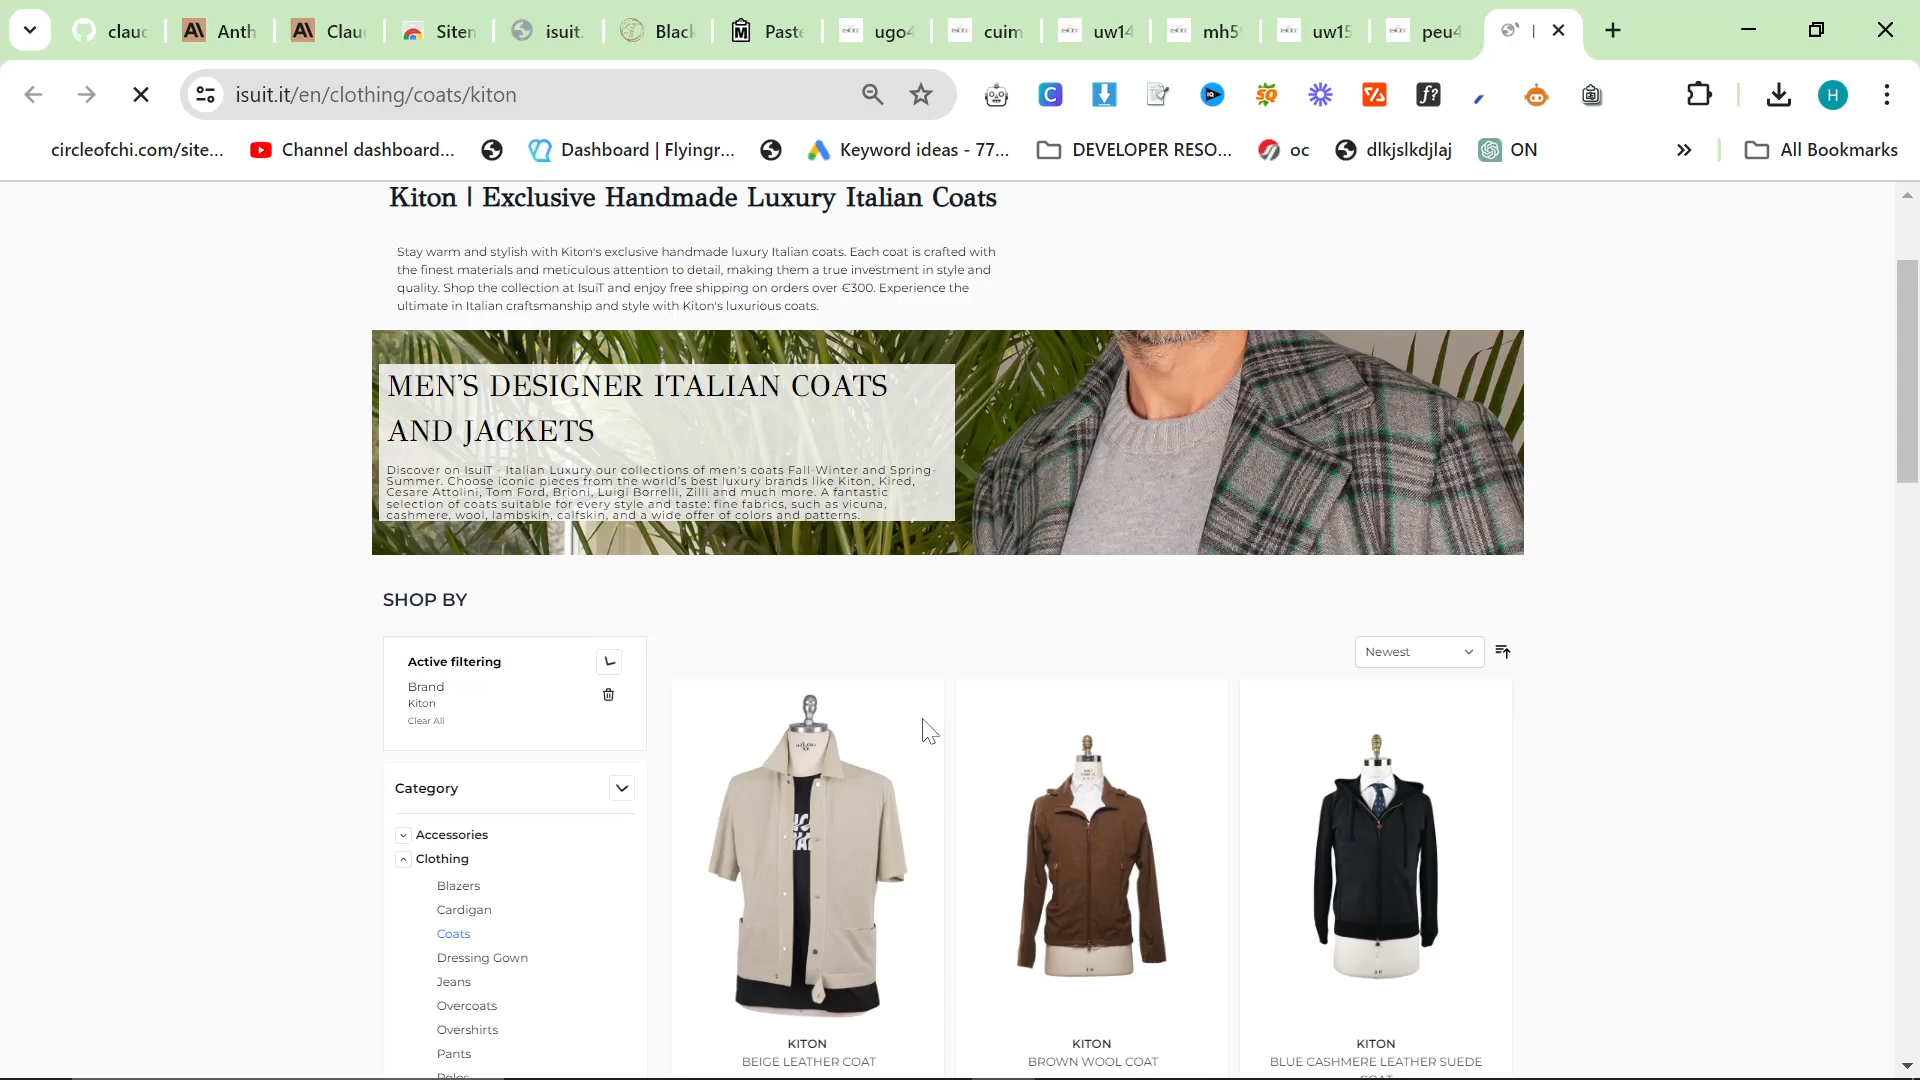 clau
Anth
Clau
Siten
isuit.
Black
Paste
ugo4
cuim
uw14
mh5
uw15
peu4
isuit.it/en/clothing/coats/kiton
H
circleofchi.com/site...
Channel dashboard...
Dashboard | Flyingr...
Keyword ideas - 77...
DEVELOPER RESO...
oc
dlkjslkdjlaj
ON
All Bookmarks
Kiton | Exclusive Handmade Luxury Italian Coats
Stay warm and stylish with Kiton's exclusive handmade luxury Italian coats. Each coat is crafted with
the finest materials and meticulous attention to detail, making them a true investment in style and
quality. Shop the collection at IsuiT and enjoy free shipping on orders over €300. Experience the
ultimate in Italian craftsmanship and style with Kiton's luxurious coats.
MEN'S DESIGNER ITALIAN COATS
AND JACKETS
Discover on IsuiT - Italian Luxury our collections of men's coats Fall-Winter and Spring-
Summer. Choose iconic pieces from the world's best luxury brands like Kiton, Kired,
Cesare Attolini, Tom Ford, Brioni, Luigi Borrelli, Zilli and much more. A fantastic
selection of coats suitable for every style and taste: fine fabrics, such as vicuna,
cashmere, wool, lambskin, calfskin, and a wide offer of colors and patterns.
SHOP BY
Active filtering
Brand
Kiton
Clear All
Newest
Category
Accessories
Clothing
Blazers
Cardigan
Coats
Dressing Gown
Jeans
Overcoats
Overshirts
Pants
Polos
KITON
BEIGE LEATHER COAT
KITON
BROWN WOOL COAT
KITON
BLUE CASHMERE LEATHER SUEDE
COAT